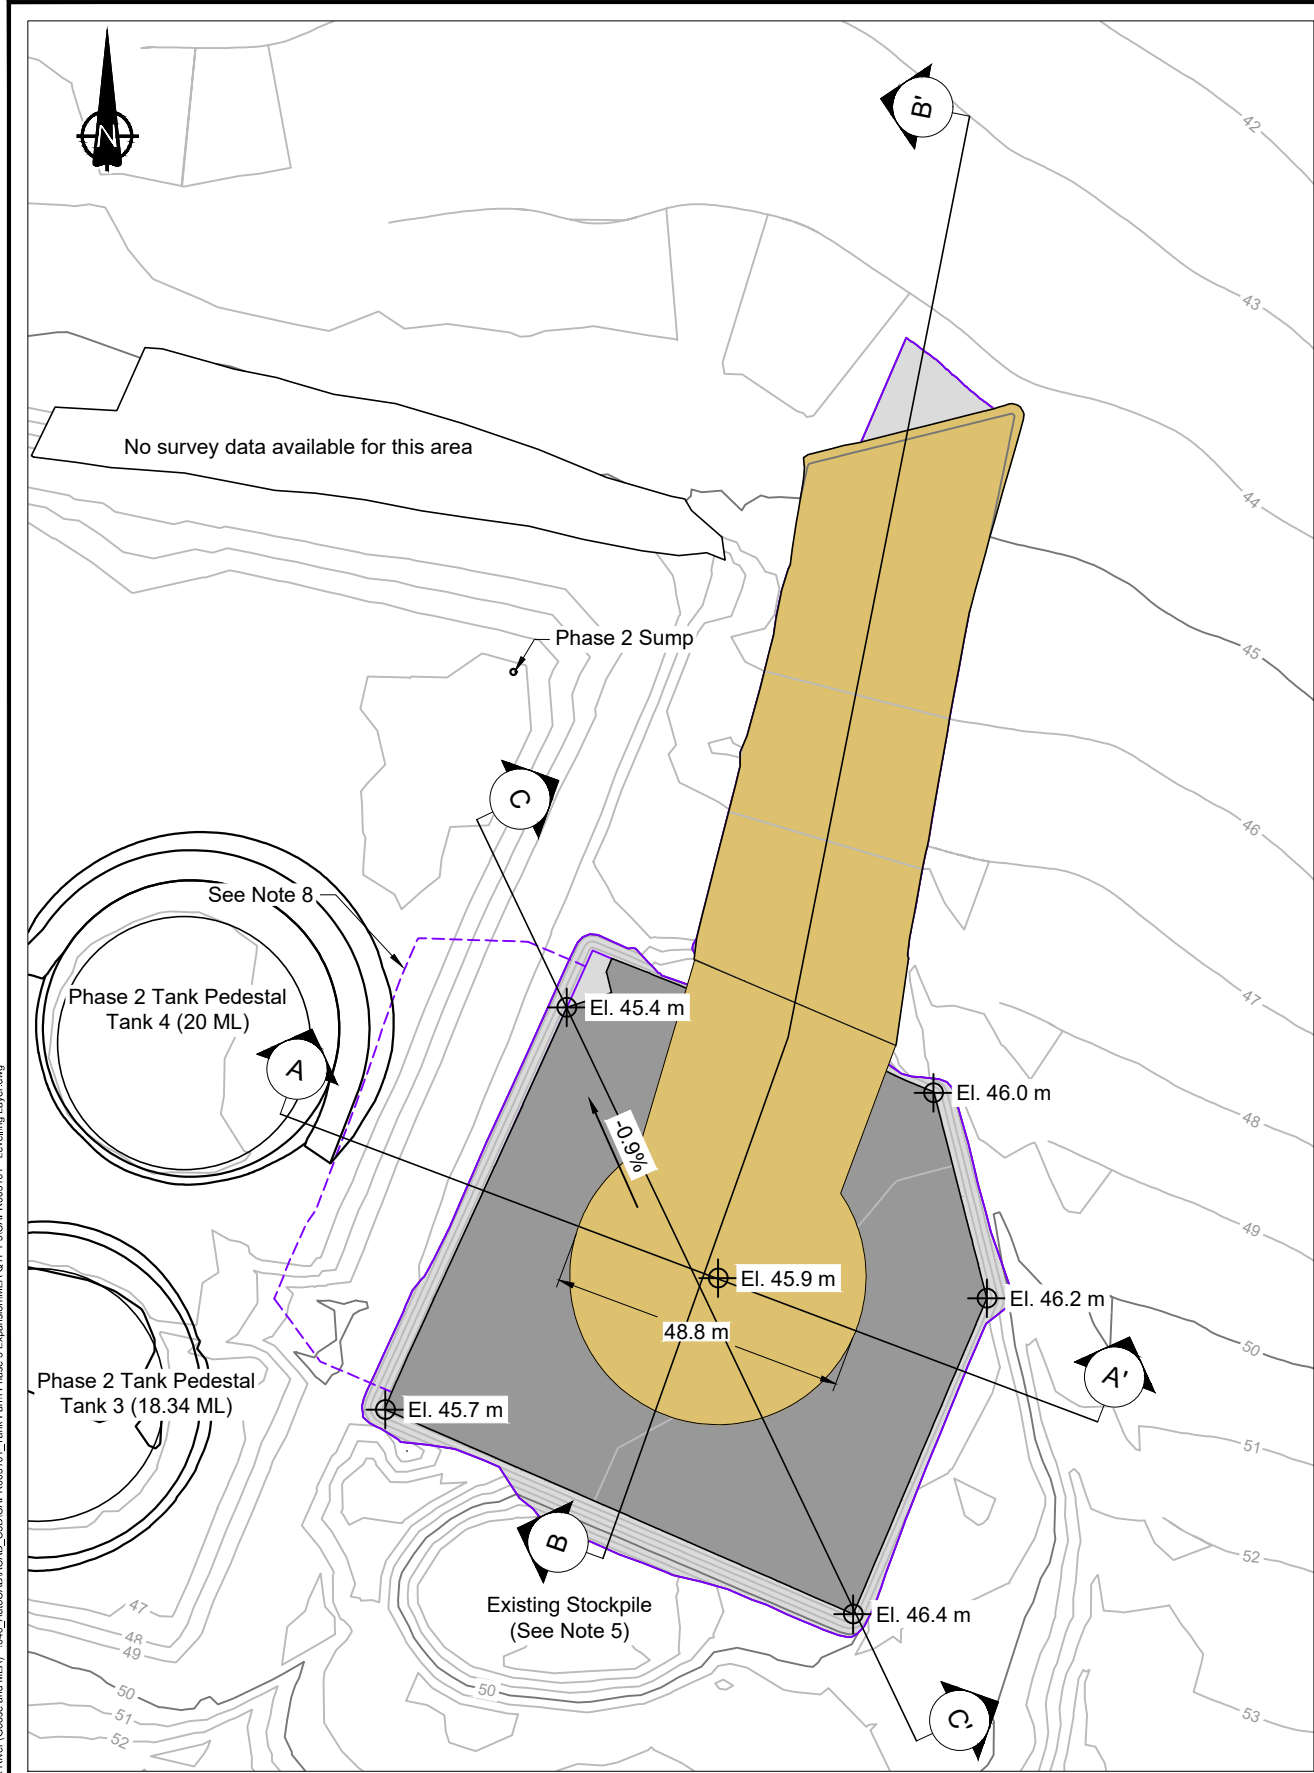 N
B'
42
43
No survey data available for this area
44
Phase 2 Sump
45
C
46
See Note 8
Phase 2 Tank Pedestal
Tank 4 (20 ML)
47
El. 45.4 m
A
El. 46.0 m
48
-0.9%
49
El. 45.9 m
El. 46.2 m
48.8 m
50
Phase 2 Tank Pedestal
Tank 3 (18.34 ML)
A'
El. 45.7 m
51
B
52
Existing Stockpile
(See Note 5)
47
El. 46.4 m
48
49
50
50
51
C'
53
52